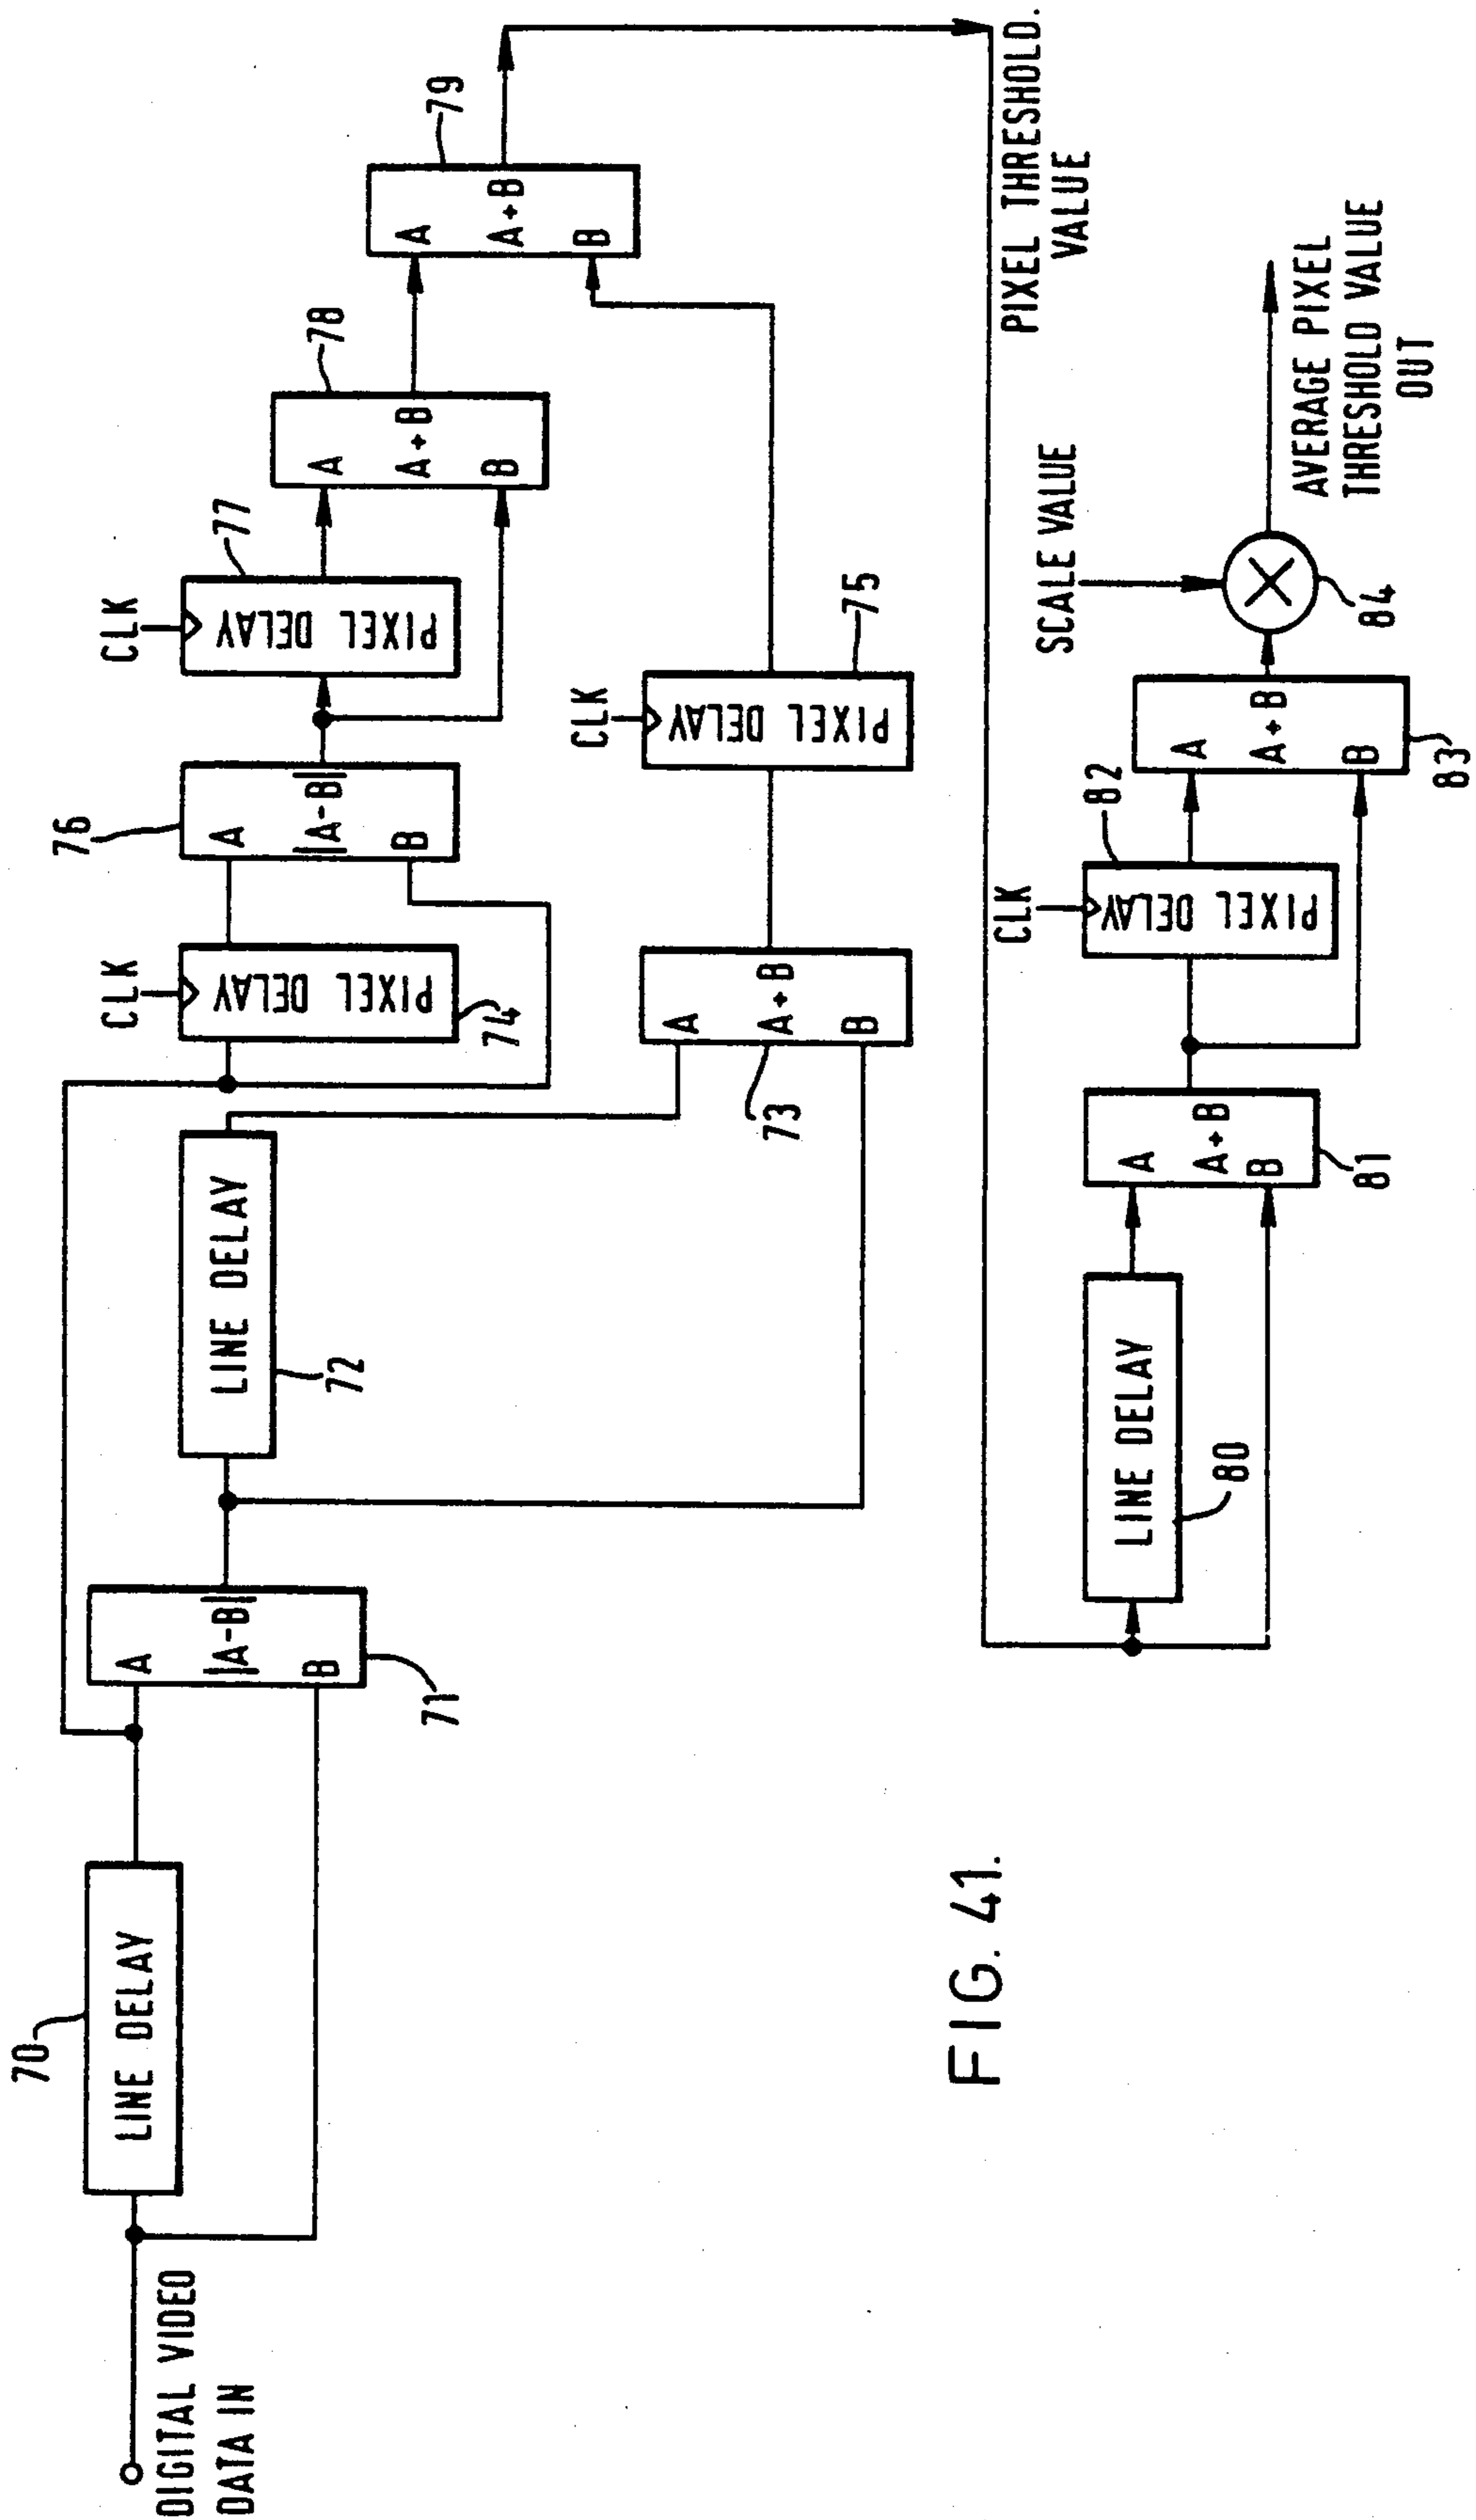 DIGITAL VIDEO
DATA IN
70
LINE DELAY
A
|A-B|
B
71
LINE DELAY
72
A
A+B
B
73
CLK
PIXEL
DELAY
74
A
|A-B|
B
76
CLK
PIXEL
DELAY
77
CLK
PIXEL DELAY
75
A
A+B
B
78
A
A+B
B
79
PIXEL THRESHOLD.
VALUE
LINE DELAY
80
A
A+B
B
81
CLK
PIXEL DELAY
82
A
A+B
B
83
SCALE VALUE
84
AVERAGE PIXEL
THRESHOLD VALUE
OUT
FIG. 41.